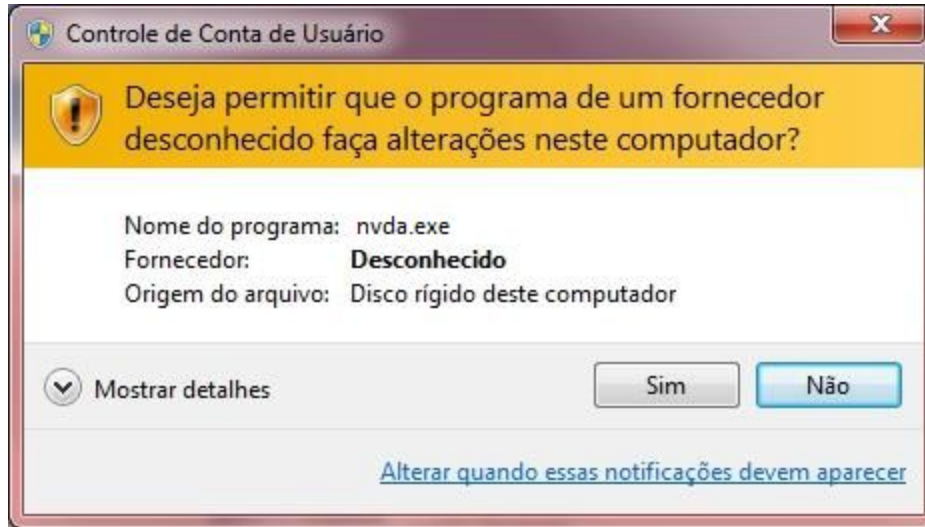 Controle de Conta de Usuário
Deseja permitir que o programa de um fornecedor
desconhecido faça alterações neste computador?
Nome do programa: nvda.exe
Fornecedor: Desconhecido
Origem do arquivo: Disco rígido deste computador
Mostrar detalhes
Sim
Não
Alterar quando essas notificações devem aparecer